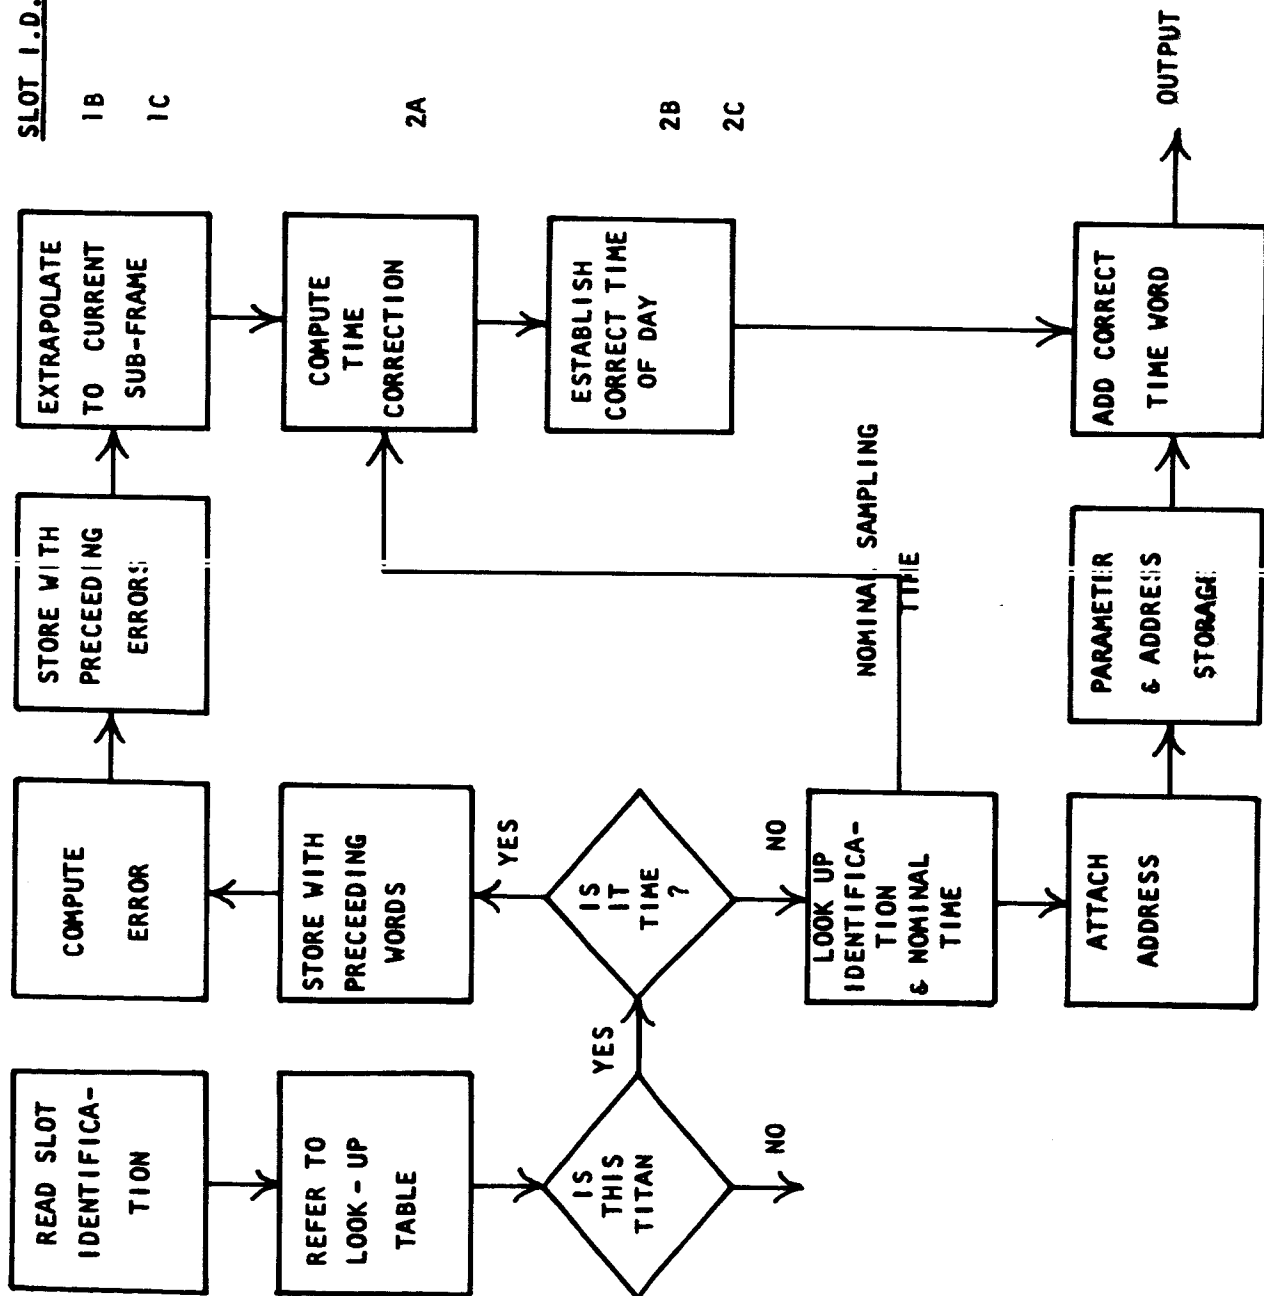 READ SLOT
IDENTIFICA-
TION
REFER TO
LOOK-UP
TABLE
IS
THIS
TITAN
YES
NO
COMPUTE
ERROR
STORE WITH
PRECEEDING
WORDS
YES
IS
IT
TIME
?
NO
LOOK UP
IDENTIFICA-
TION
& NOMINAL
TIME
ATTACH
ADDRESS
STORE WITH
PRECEEDING
ERRORS
NOMINAL SAMPLING
TIME
PARAMETER
& ADDRESS
STORAGE
EXTRAPOLATE
TO CURRENT
SUB-FRAME
COMPUTE
TIME
CORRECTION
ESTABLISH
CORRECT TIME
OF DAY
ADD CORRECT
TIME WORD
OUTPUT
SLOT I.D.
1B
1C
2A
2B
2C